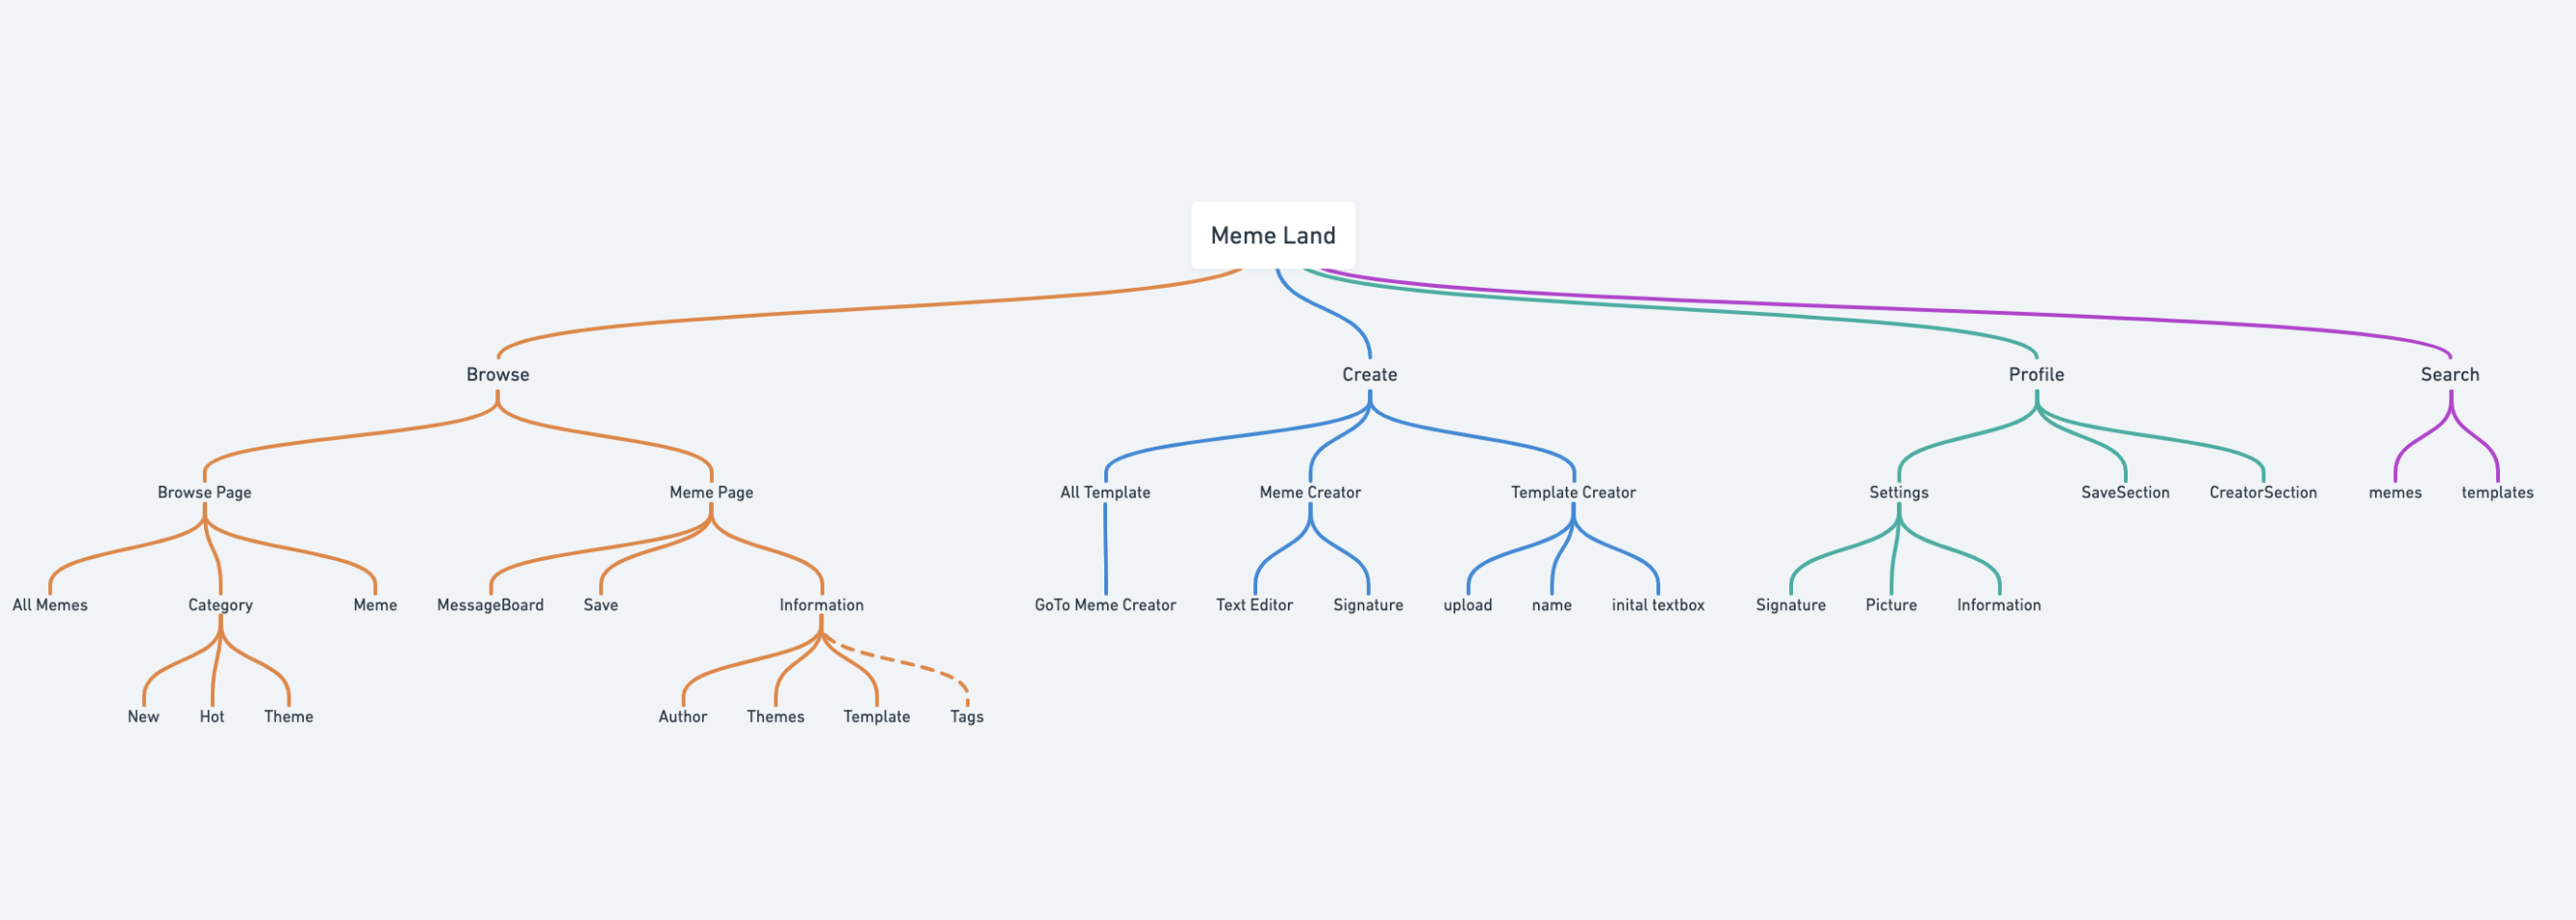 Meme Land
Browse
Create
Profile
Search
Browse Page
Meme Page
All Template
Meme Creator
Template Creator
Settings
SaveSection
CreatorSection
memes
templates
All Memes
Category
Meme
MessageBoard
Save
Information
GoTo Meme Creator
Text Editor
Signature
upload
name
inital textbox
Signature
Picture
Information
New
Hot
Theme
Author
Themes
Template
Tags